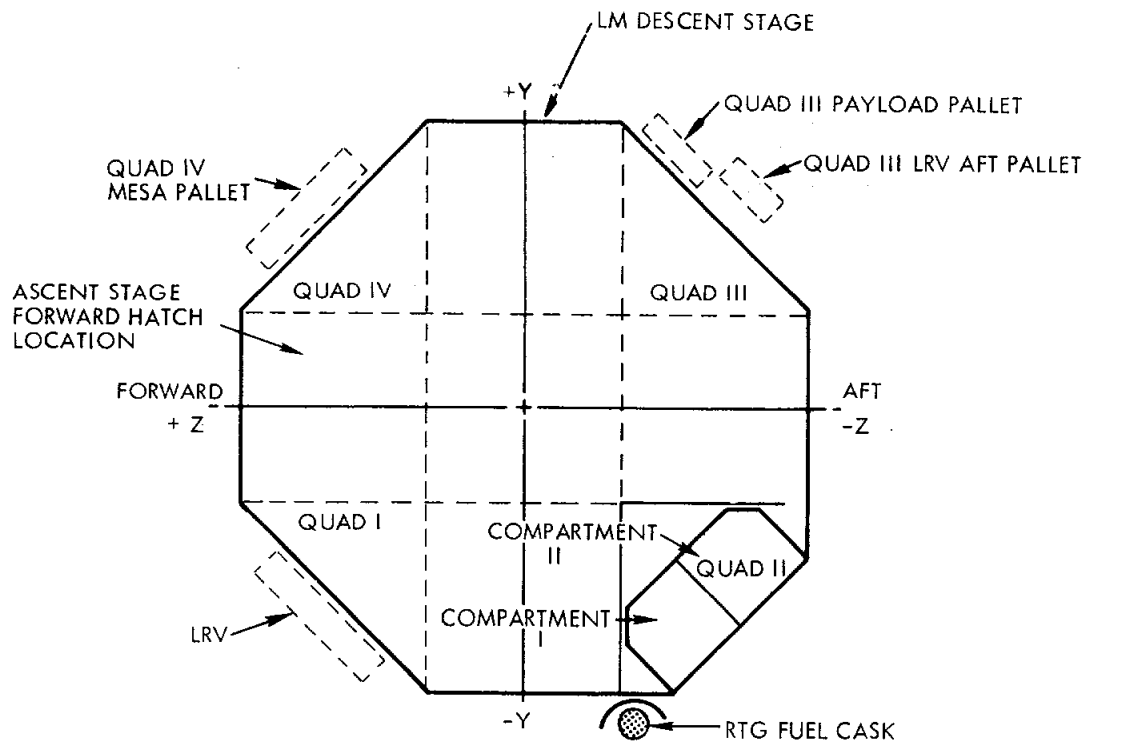 LM DESCENT STAGE
+Y
QUAD III PAYLOAD PALLET
QUAD IV
MESA PALLET
QUAD III LRV AFT PALLET
ASCENT STAGE
FORWARD HATCH
LOCATION
QUAD IV
QUAD III
FORWARD
+ Z
AFT
-Z
QUAD I
COMPARTMENT
II
QUAD II
COMPARTMENT
I
LRV
-Y
RTG FUEL CASK